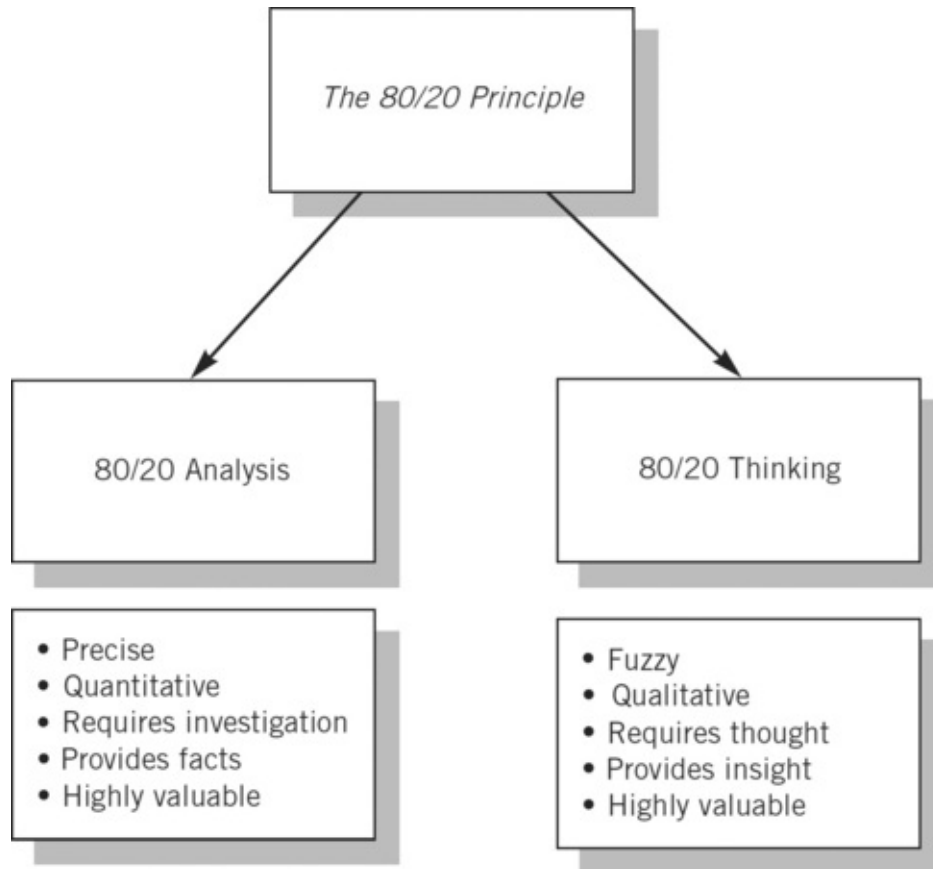 The 80/20 Principle
80/20 Analysis
80/20 Thinking
• Precise
• Quantitative
• Requires investigation
• Provides facts
• Highly valuable
• Fuzzy
• Qualitative
• Requires thought
• Provides insight
• Highly valuable